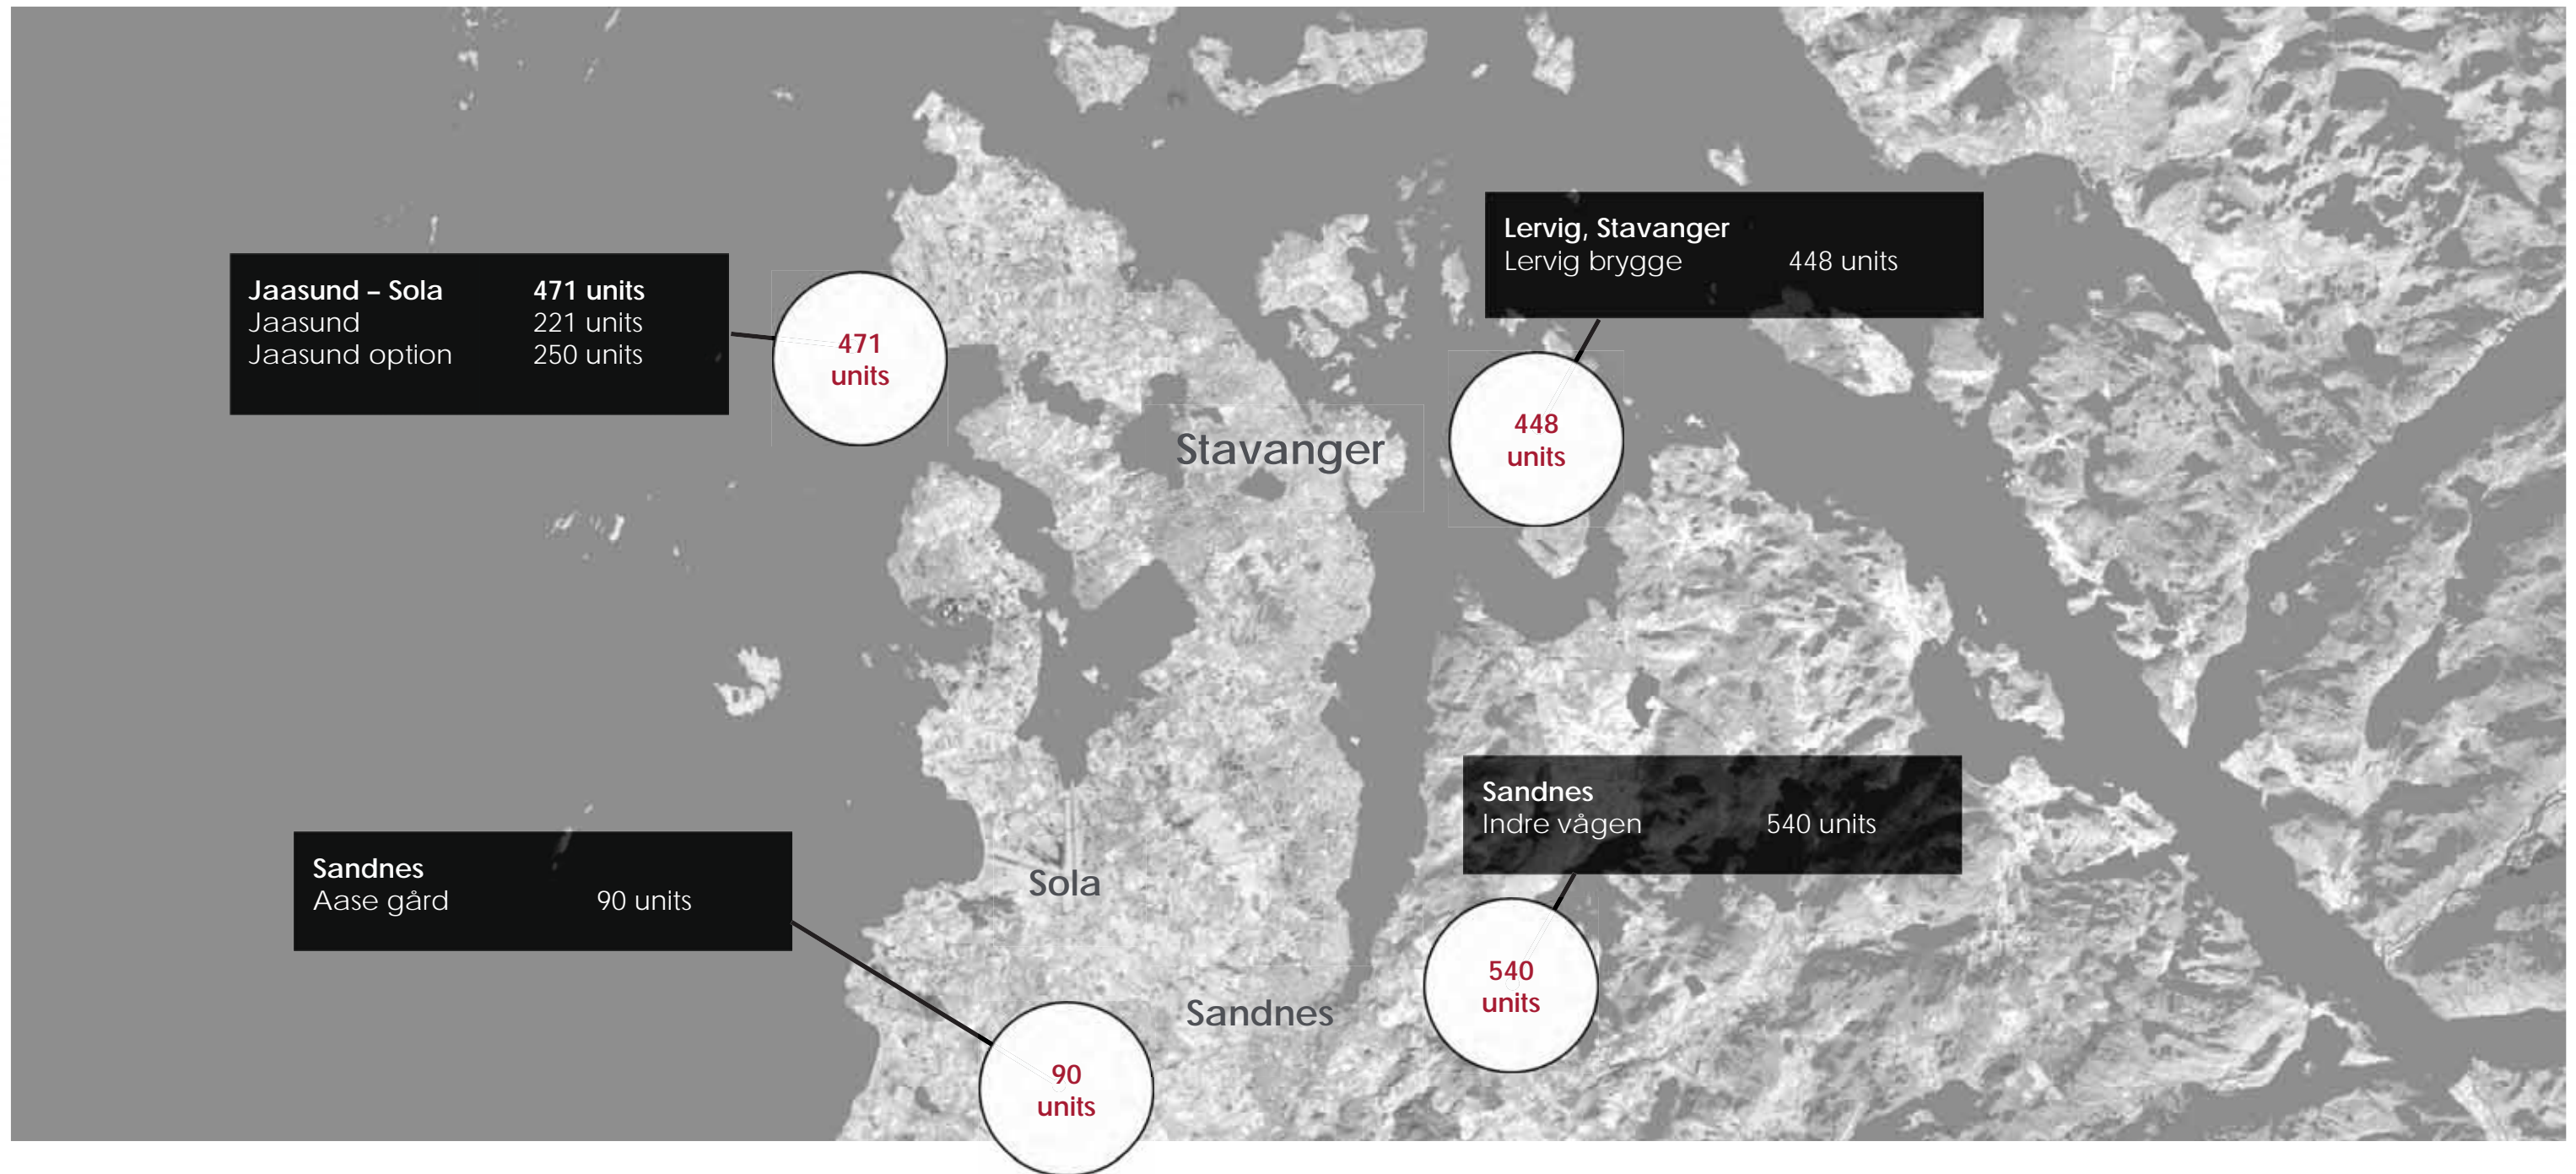 Lervig, Stavanger
Lervig brygge 448 units
Jaasund – Sola 471 units
Jaasund 221 units
Jaasund option 250 units
471
units
448
units
Stavanger
Sandnes
Indre vågen 540 units
Sandnes
Aase gård 90 units
Sola
540
units
Sandnes
90
units